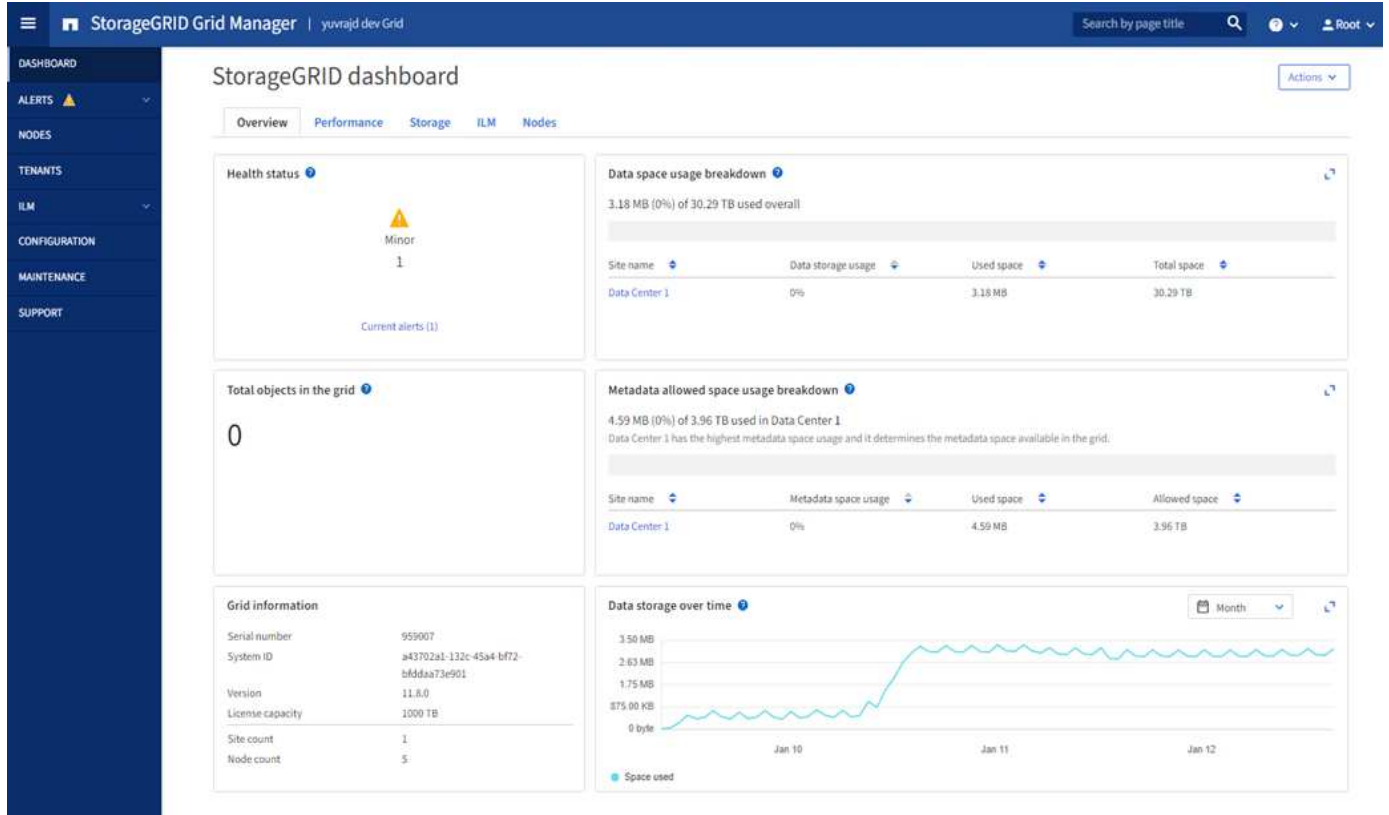 StorageGRID Grid Manager | yuvrajd dev Grid
Search by page title
Root
DASHBOARD
ALERTS
NODES
TENANTS
ILM
CONFIGURATION
MAINTENANCE
SUPPORT
StorageGRID dashboard
Actions
Overview Performance Storage ILM Nodes
Health status
Minor
1
Current alerts (1)
Data space usage breakdown
3.18 MB (0%) of 30.29 TB used overall
Site name Data storage usage Used space Total space
Data Center 1 0% 3.18 MB 30.29 TB
Total objects in the grid
0
Metadata allowed space usage breakdown
4.59 MB (0%) of 3.96 TB used in Data Center 1
Data Center 1 has the highest metadata space usage and it determines the metadata space available in the grid.
Site name Metadata space usage Used space Allowed space
Data Center 1 0% 4.59 MB 3.96 TB
Grid information
Serial number 959007
System ID a43702a1-132c-45a4-bf72-
bfddaa73e901
Version 11.8.0
License capacity 1000 TB
Site count 1
Node count 5
Data storage over time
Month
3.50 MB
2.63 MB
1.75 MB
875.00 KB
0 byte
Jan 10 Jan 11 Jan 12
Space used